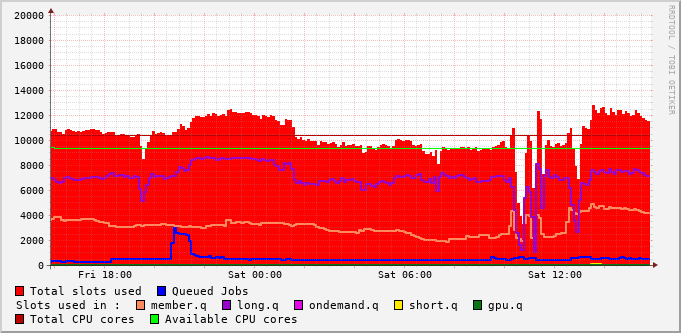 20000
18000
16000
14000
12000
10000
8000
6000
4000
2000
0
Fri 18:00 Sat 00:00 Sat 06:00 Sat 12:00
RRDTOOL / TOBI OETIKER
Total slots used Queued Jobs
Slots used in : member.q long.q ondemand.q short.q gpu.q
Total CPU cores Available CPU cores